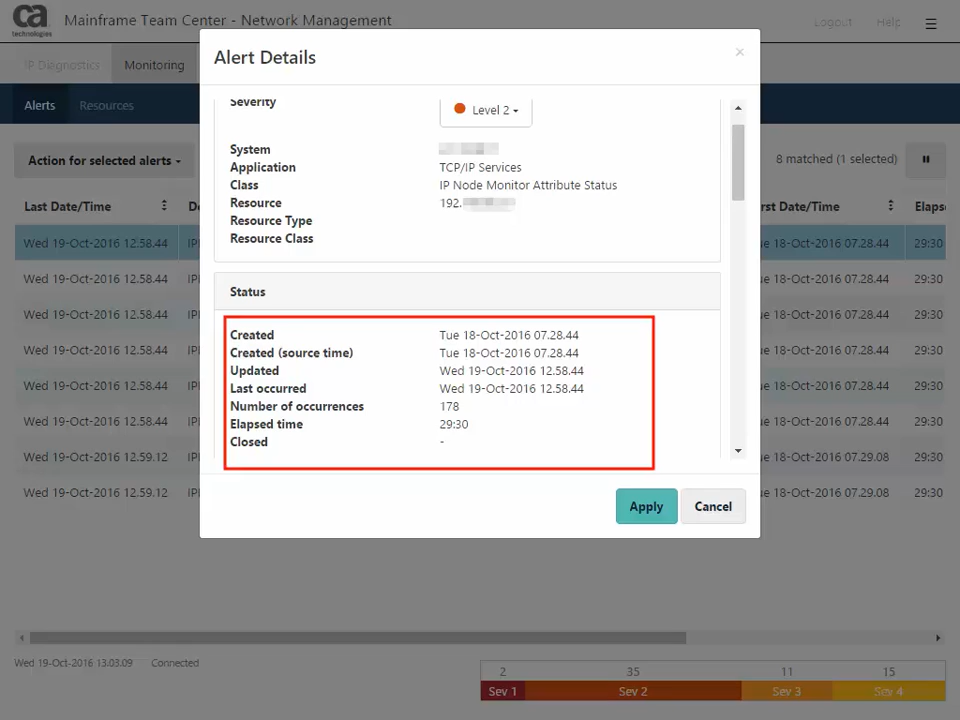 ca
technologies
Mainframe Team Center - Network Management
Logout
Help
IP Diagnostics
Monitoring
Alerts
Resources
Action for selected alerts
8 matched (1 selected)
Last Date/Time
rst Date/Time
Elaps
Wed 19-Oct-2016 12.58.44 ue 18-Oct-2016 07.28.44 29:30
Wed 19-Oct-2016 12.58.44 ue 18-Oct-2016 07.28.44 29:30
Wed 19-Oct-2016 12.58.44 ue 18-Oct-2016 07.28.44 29:30
Wed 19-Oct-2016 12.58.44 ue 18-Oct-2016 07.28.44 29:30
Wed 19-Oct-2016 12.58.44 ue 18-Oct-2016 07.28.44 29:30
Wed 19-Oct-2016 12.58.44 ue 18-Oct-2016 07.28.44 29:30
Wed 19-Oct-2016 12.59.12 ue 18-Oct-2016 07.29.08 29:30
Wed 19-Oct-2016 12.59.12 ue 18-Oct-2016 07.29.08 29:30
Alert Details
×
Severity Level 2
System
Application TCP/IP Services
Class IP Node Monitor Attribute Status
Resource 192.
Resource Type
Resource Class
Status
Created Tue 18-Oct-2016 07.28.44
Created (source time) Tue 18-Oct-2016 07.28.44
Updated Wed 19-Oct-2016 12.58.44
Last occurred Wed 19-Oct-2016 12.58.44
Number of occurrences 178
Elapsed time 29:30
Closed -
Apply
Cancel
Wed 19-Oct-2016 13.03.09 Connected
2 35 11 15
Sev 1 Sev 2 Sev 3 Sev 4